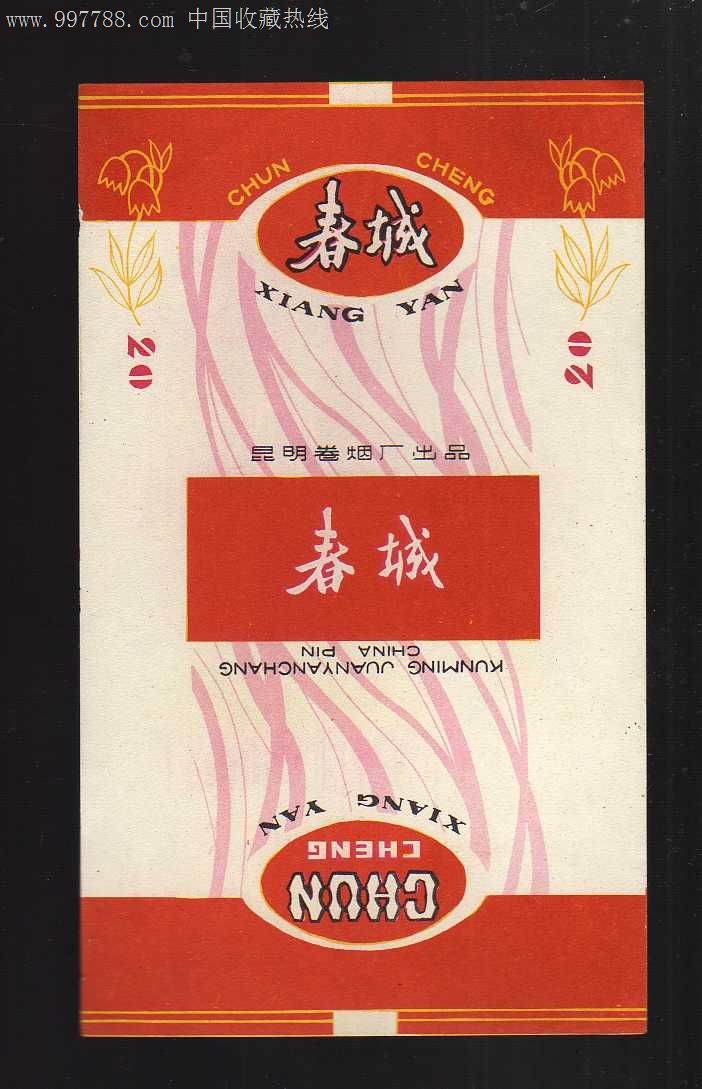 www.997788.com 中国收藏热线
CHUN CHENG
春城
XIANG YAN
20
20
昆明卷烟厂出品
春城
KUNMING JUANYANCHANG
CHINA PIN
XIANG YAN
CHENG
CHUN